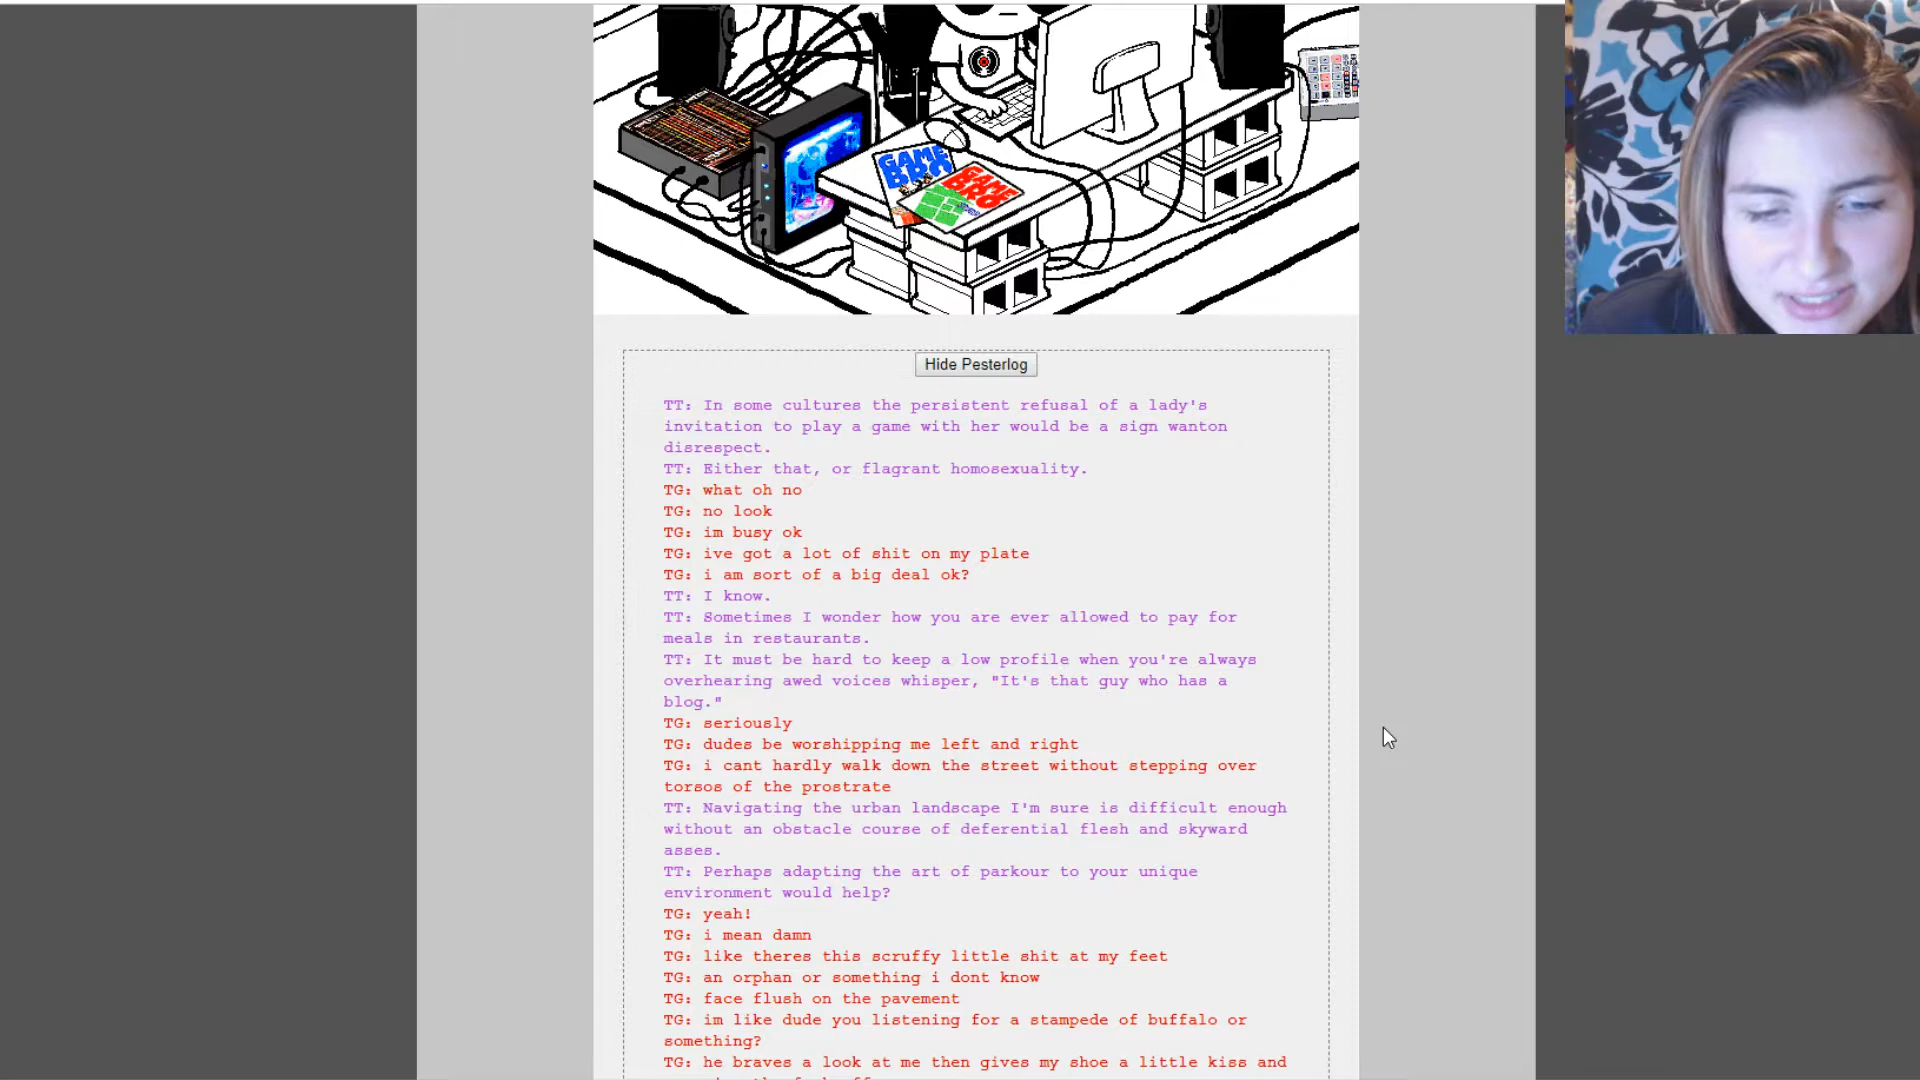 GAME
BRO
GAME
BRO
Hide Pesterlog
TT: In some cultures the persistent refusal of a lady's
invitation to play a game with her would be a sign wanton
disrespect.
TT: Either that, or flagrant homosexuality.
TG: what oh no
TG: no look
TG: im busy ok
TG: ive got a lot of shit on my plate
TG: i am sort of a big deal ok?
TT: I know.
TT: Sometimes I wonder how you are ever allowed to pay for
meals in restaurants.
TT: It must be hard to keep a low profile when you're always
overhearing awed voices whisper, "It's that guy who has a
blog."
TG: seriously
TG: dudes be worshipping me left and right
TG: i cant hardly walk down the street without stepping over
torsos of the prostrate
TT: Navigating the urban landscape I'm sure is difficult enough
without an obstacle course of deferential flesh and skyward
asses.
TT: Perhaps adapting the art of parkour to your unique
environment would help?
TG: yeah!
TG: i mean damn
TG: like theres this scruffy little shit at my feet
TG: an orphan or something i dont know
TG: face flush on the pavement
TG: im like dude you listening for a stampede of buffalo or
something?
TG: he braves a look at me then gives my shoe a little kiss and